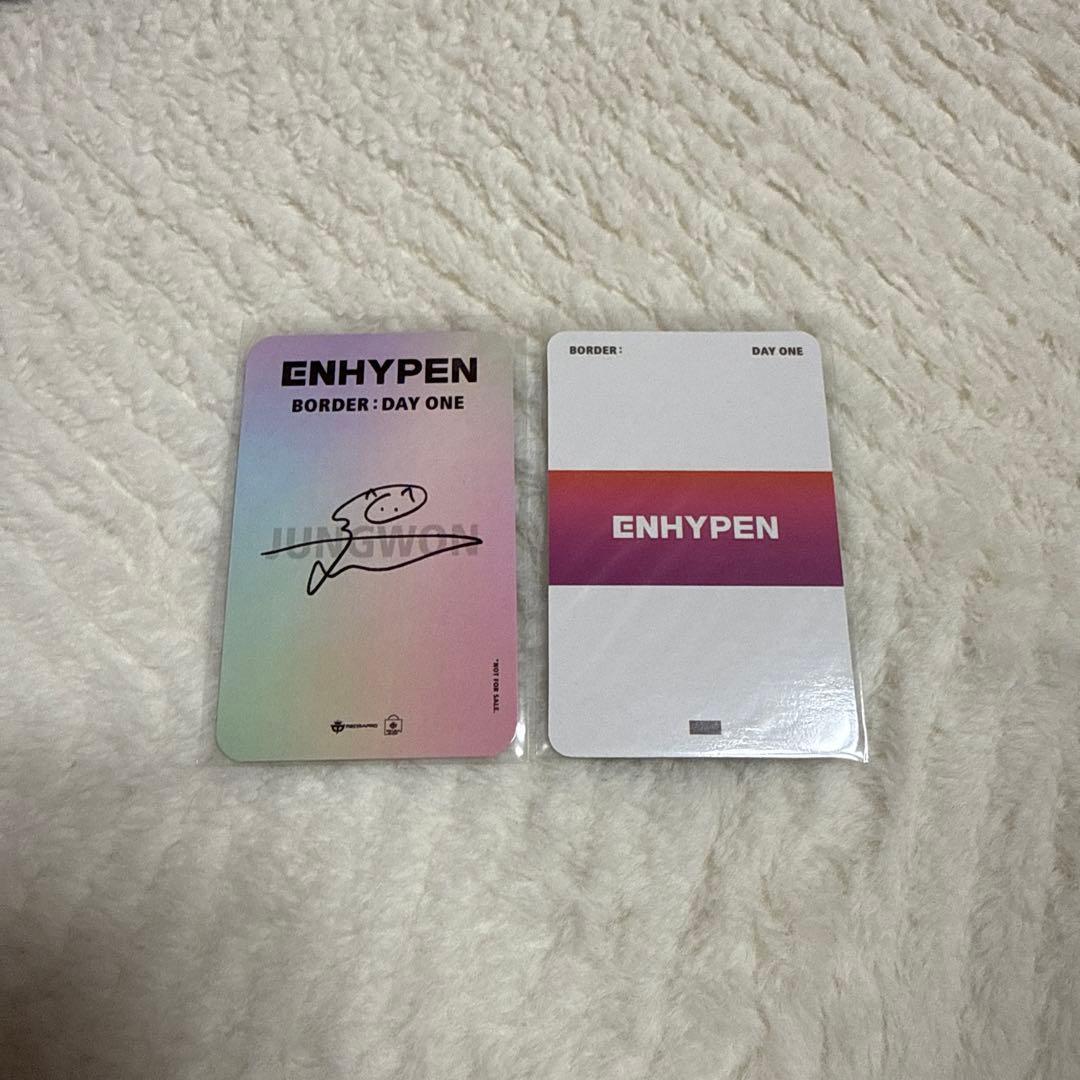 ENHYPEN
BORDER : DAY ONE
JUNGWON
*NOT FOR SALE.
BORDER :
DAY ONE
ENHYPEN